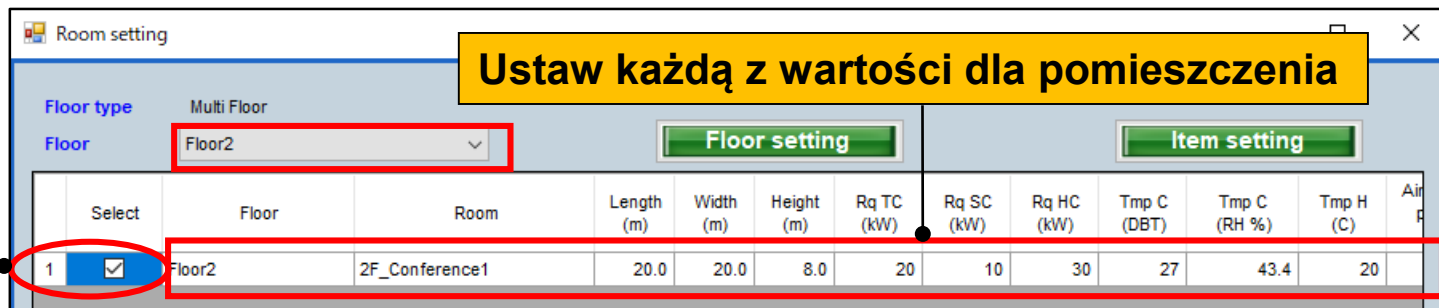 Room setting
Ustaw każdą z wartości dla pomieszczenia
Floor type Multi Floor
Floor Floor2 Floor setting Item setting
Select Floor Room Length (m) Width (m) Height (m) Rq TC (kW) Rq SC (kW) Rq HC (kW) Tmp C (DBT) Tmp C (RH %) Tmp H (C) Air
1 Floor2 2F_Conference1 20.0 20.0 8.0 20 10 30 27 43.4 20